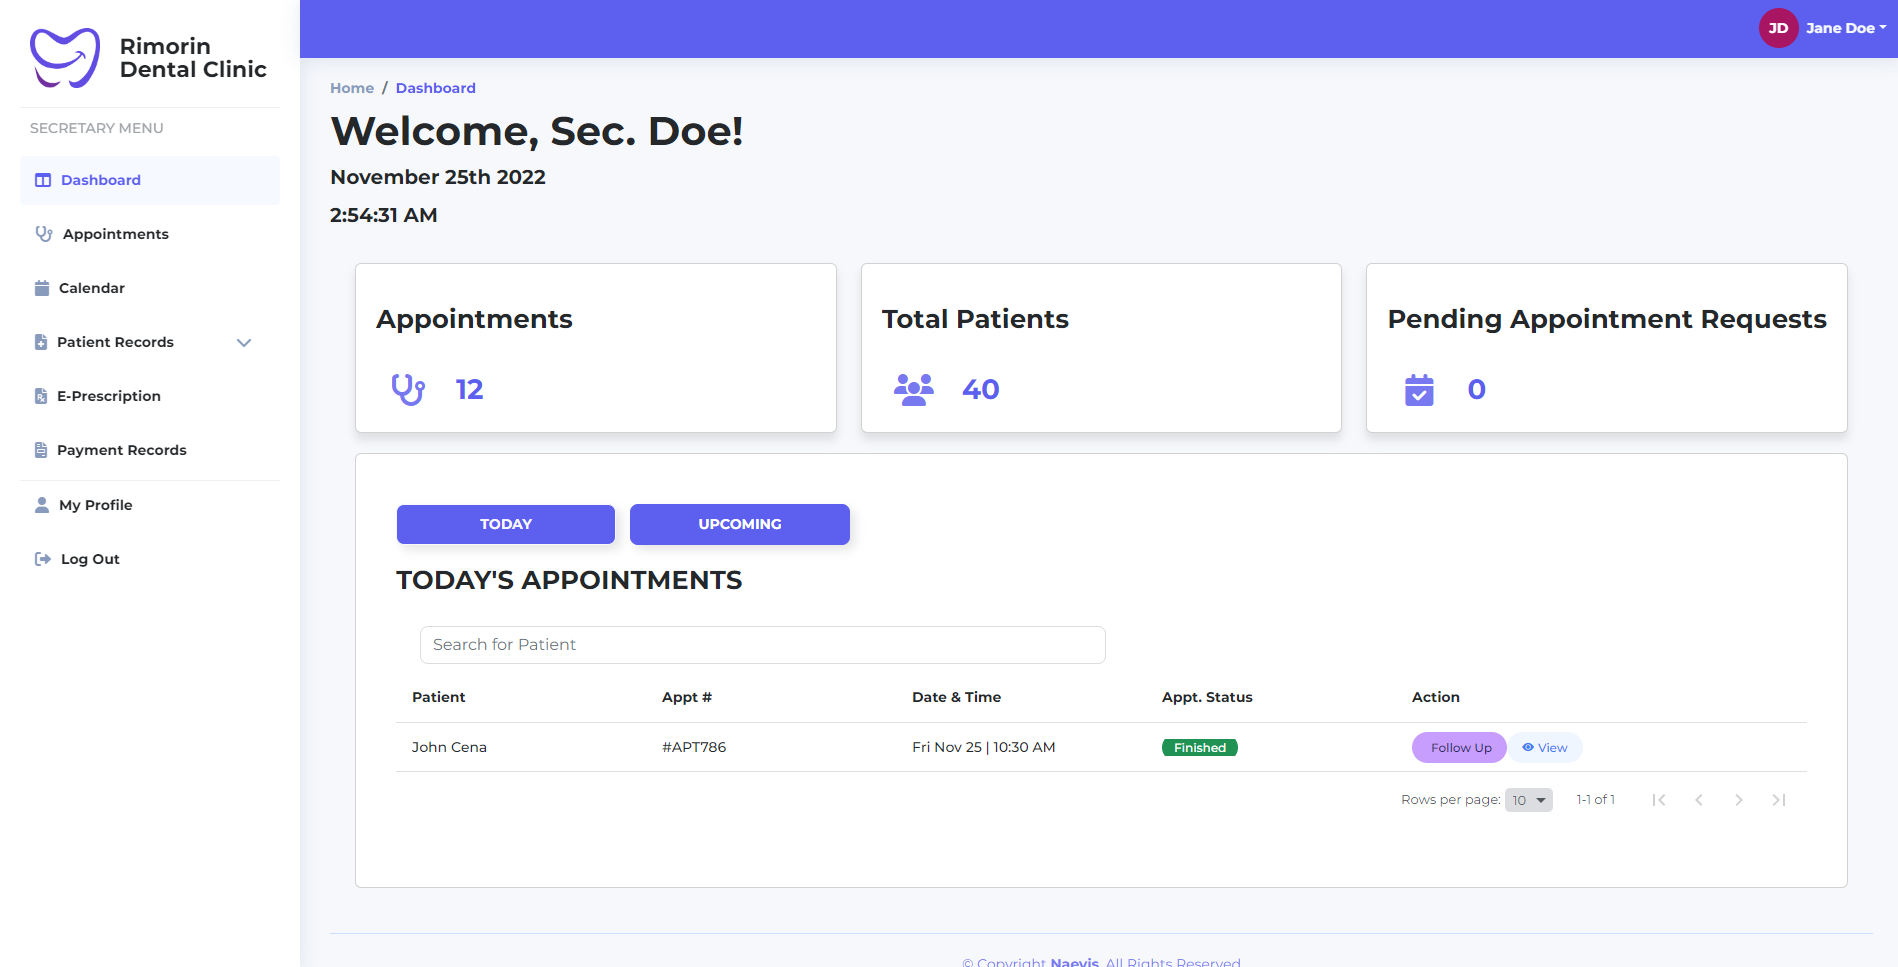 Rimorin
Dental Clinic
SECRETARY MENU
Dashboard
Appointments
Calendar
Patient Records
E-Prescription
Payment Records
My Profile
Log Out
JD Jane Doe
Home / Dashboard
Welcome, Sec. Doe!
November 25th 2022
2:54:31 AM
Appointments
12
Total Patients
40
Pending Appointment Requests
0
TODAY UPCOMING
TODAY'S APPOINTMENTS
Search for Patient
Patient Appt # Date & Time Appt. Status Action
John Cena #APT786 Fri Nov 25 | 10:30 AM Finished Follow Up View
Rows per page: 10 1-1 of 1
© Copyright Naevis. All Rights Reserved